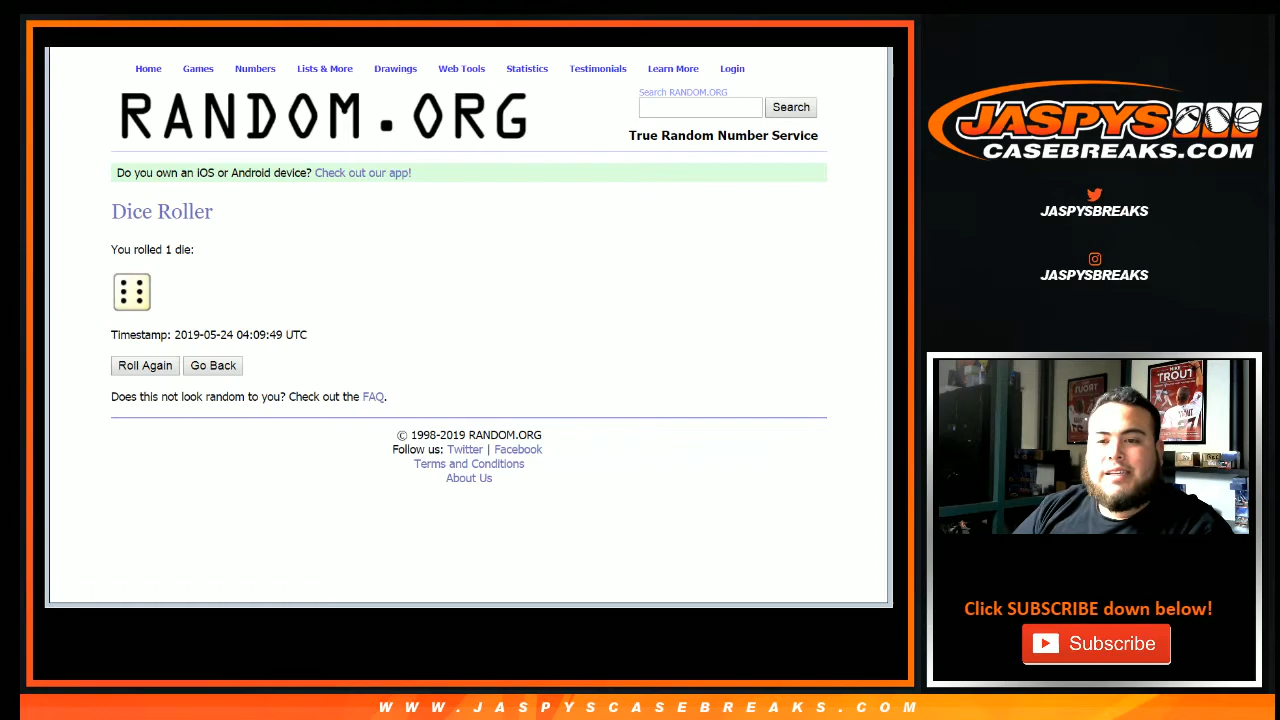 Home Games Numbers Lists & More Drawings Web Tools Statistics Testimonials Learn More Login
RANDOM.ORG
Search RANDOM.ORG
Search
True Random Number Service
Do you own an iOS or Android device? Check out our app!
Dice Roller
You rolled 1 die:
Timestamp: 2019-05-24 04:09:49 UTC
Roll Again Go Back
Does this not look random to you? Check out the FAQ.
© 1998-2019 RANDOM.ORG
Follow us: Twitter | Facebook
Terms and Conditions
About Us
JASPYS
CASEBREAKS.COM
JASPYSBREAKS
JASPYSBREAKS
MIKE
TROUT
Click SUBSCRIBE down below!
Subscribe
WWW.JASPYSCASEBREAKS.COM